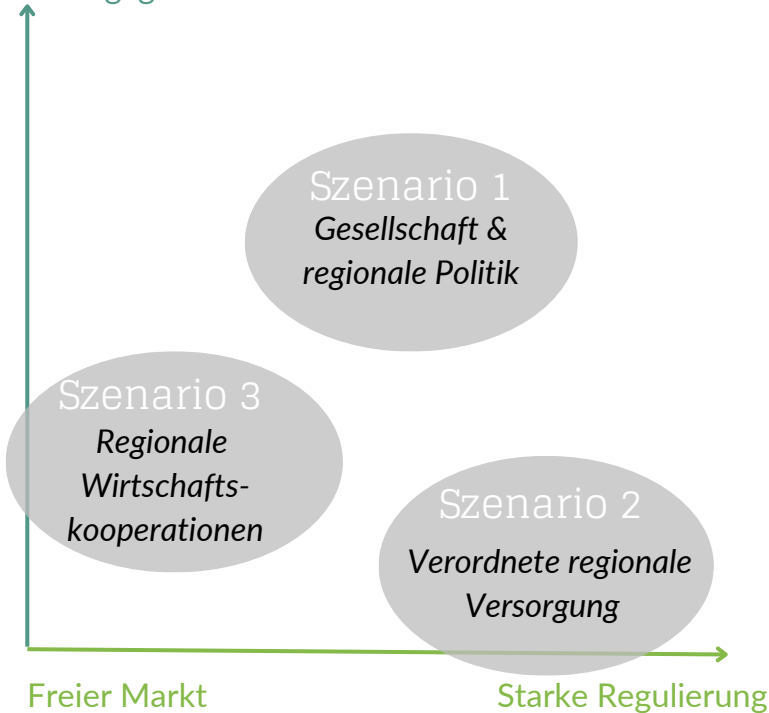 Szenario 1
Gesellschaft &
regionale Politik
Szenario 3
Regionale
Wirtschafts-
kooperationen
Szenario 2
Verordnete regionale
Versorgung
Freier Markt
Starke Regulierung